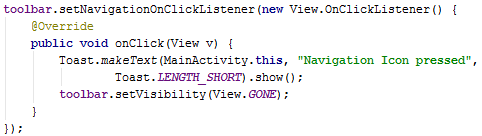 toolbar.setNavigationOnClickListener(new View.OnClickListener() {
    @Override
    public void onClick(View v) {
        Toast.makeText(MainActivity.this, "Navigation Icon pressed",
                Toast.LENGTH_SHORT).show();
        toolbar.setVisibility(View.GONE);
    }
});